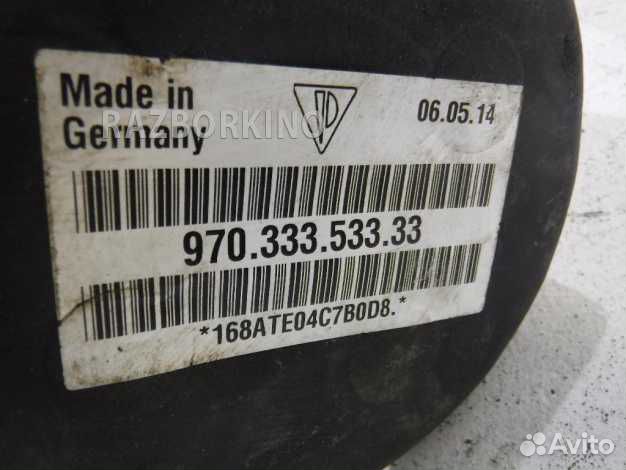 Made in
Germany
06.05.14
RAZBORKINO
970.333.533.33
*168ATE04C7B0D8.*
Avito